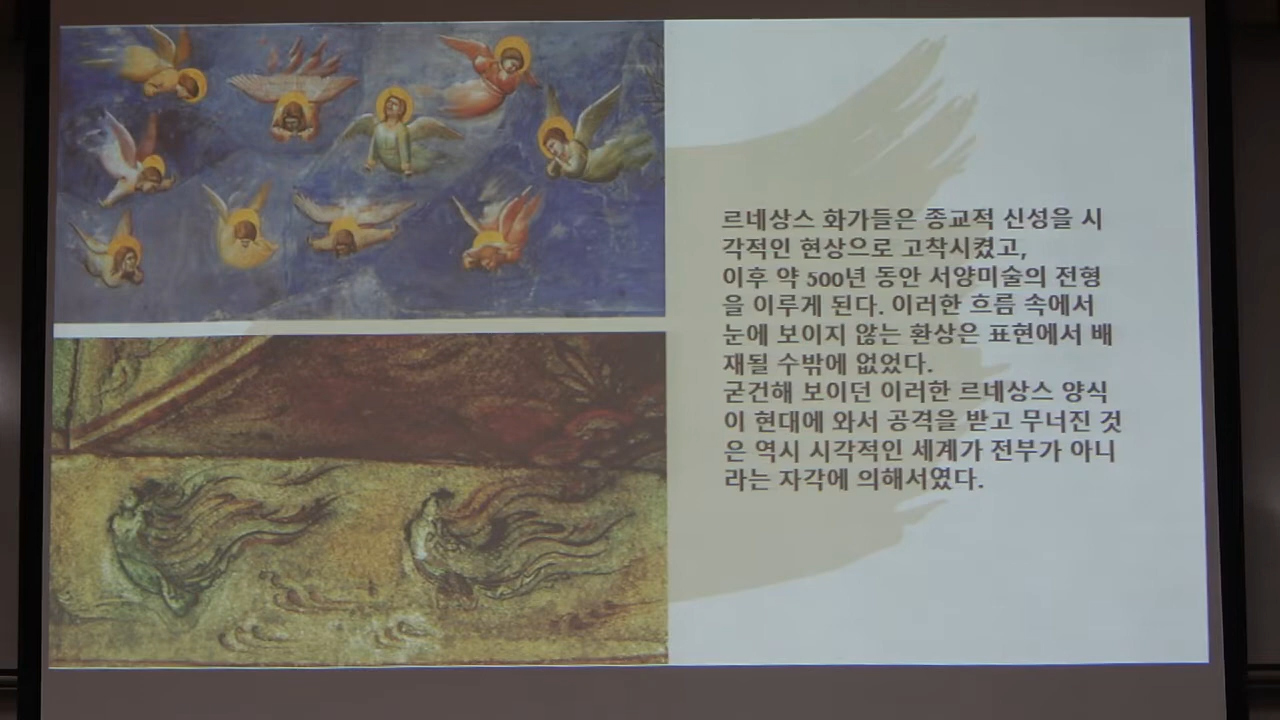 르네상스 화가들은 종교적 신성을 시
각적인 현상으로 고착시켰고,
이후 약 500년 동안 서양미술의 전형
을 이루게 된다. 이러한 흐름 속에서
눈에 보이지 않는 환상은 표현에서 배
재될 수밖에 없었다.
굳건해 보이던 이러한 르네상스 양식
이 현대에 와서 공격을 받고 무너진 것
은 역시 시각적인 세계가 전부가 아니
라는 자각에 의해서였다.